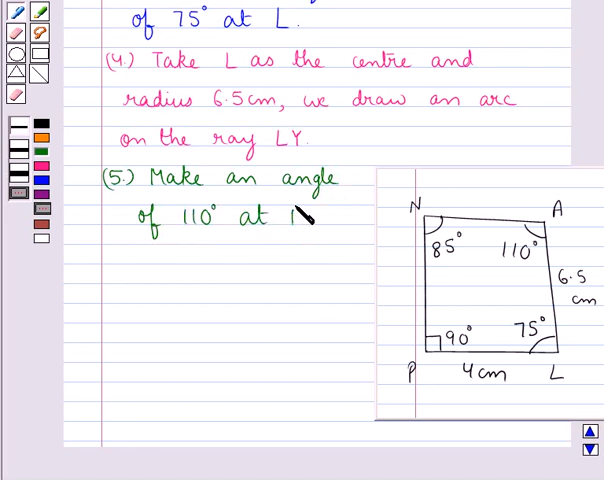 of 75° at L.
(4.) Take L as the centre and
radius 6.5cm, we draw an arc
on the ray LY.
(5.) Make an angle
of 110° at
N A
85° 110°
6.5
cm
90° 75°
P 4cm L